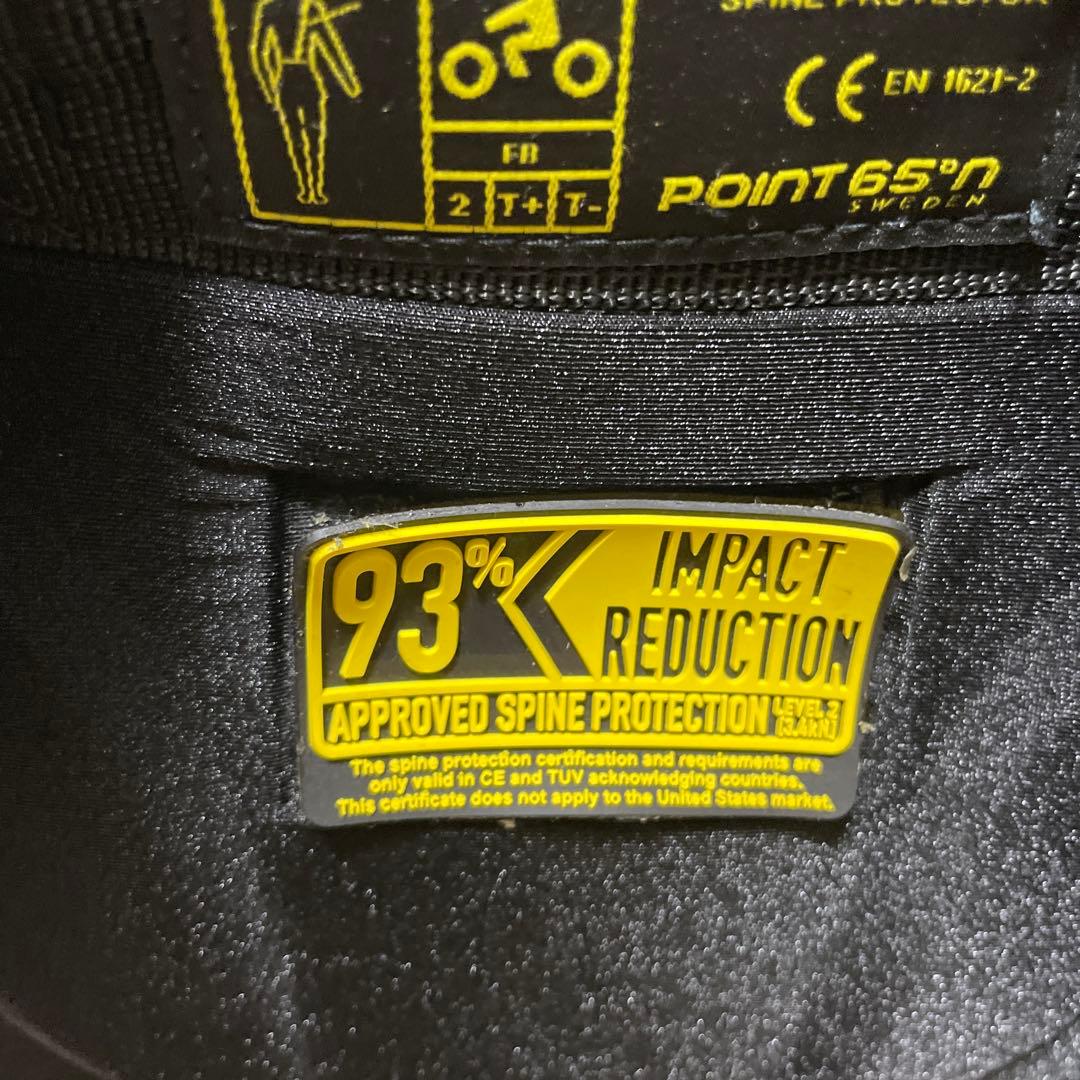 SPINE PROTECTOR
CE EN 1621-2
FB
2 T+ T-
POINT 65°N
SWEDEN
93% IMPACT
REDUCTION
APPROVED SPINE PROTECTION LEVEL 2
[3.4KN]
The spine protection certification and requirements are
only valid in CE and TUV acknowledging countries.
This certificate does not apply to the United States market.